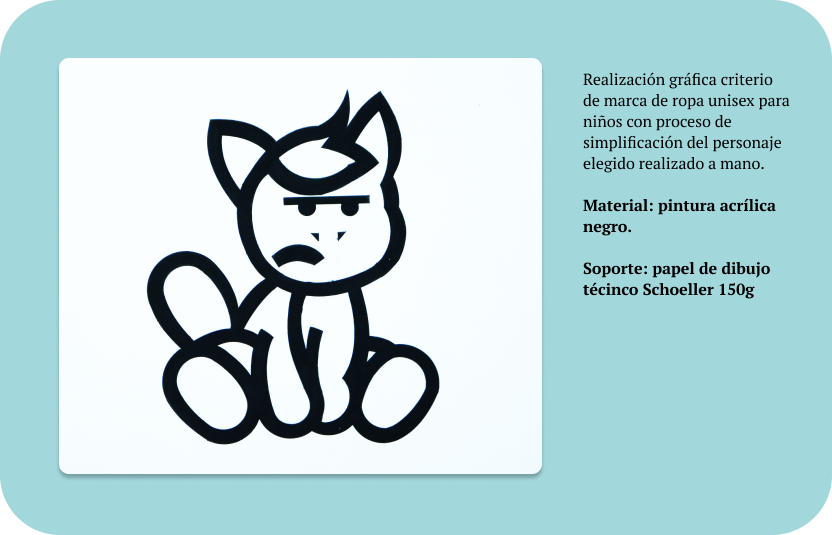 Realización gráfica criterio
de marca de ropa unisex para
niños con proceso de
simplificación del personaje
elegido realizado a mano.
Material: pintura acrílica
negro.
Soporte: papel de dibujo
técinco Schoeller 150g